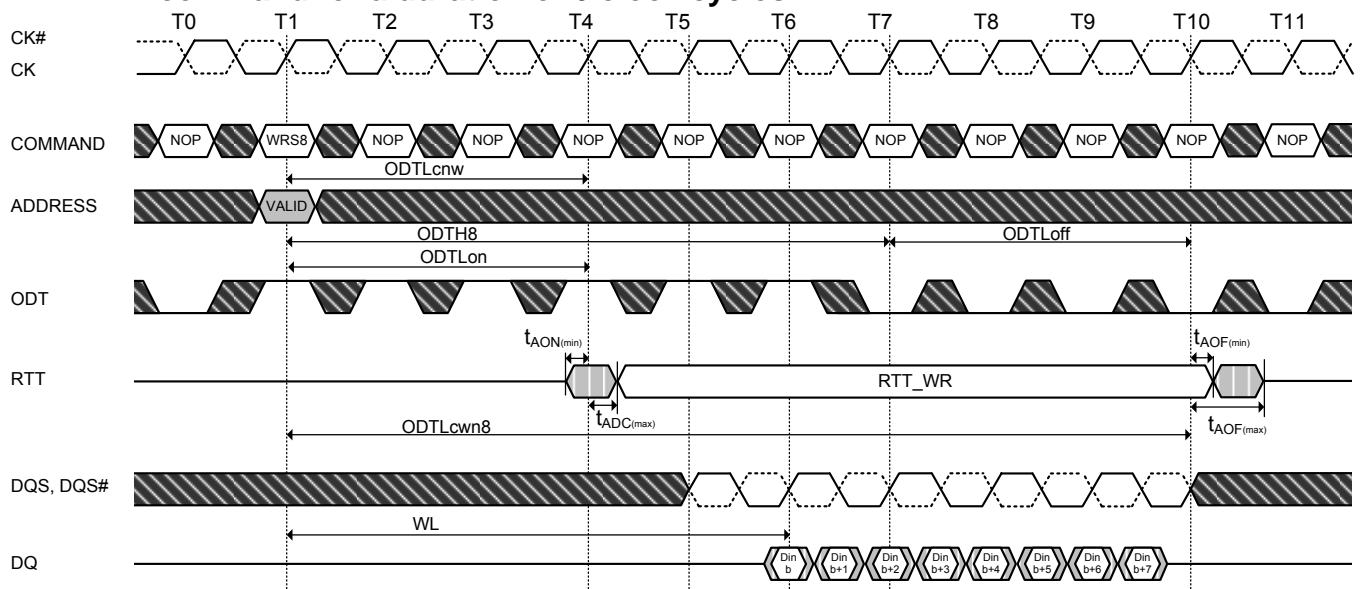 T0 T1 T2 T3 T4 T5 T6 T7 T8 T9 T10 T11
CK#
CK
COMMAND NOP WRS8 NOP NOP NOP NOP NOP NOP NOP NOP NOP NOP
ODTLcnw
ADDRESS VALID
ODTH8 ODTLoff
ODTLon
ODT
tAON(min) tAOF(min)
RTT RTT_WR
tADC(max) tAOF(max)
ODTLcwn8
DQS, DQS#
WL
DQ Din b Din b+1 Din b+2 Din b+3 Din b+4 Din b+5 Din b+6 Din b+7